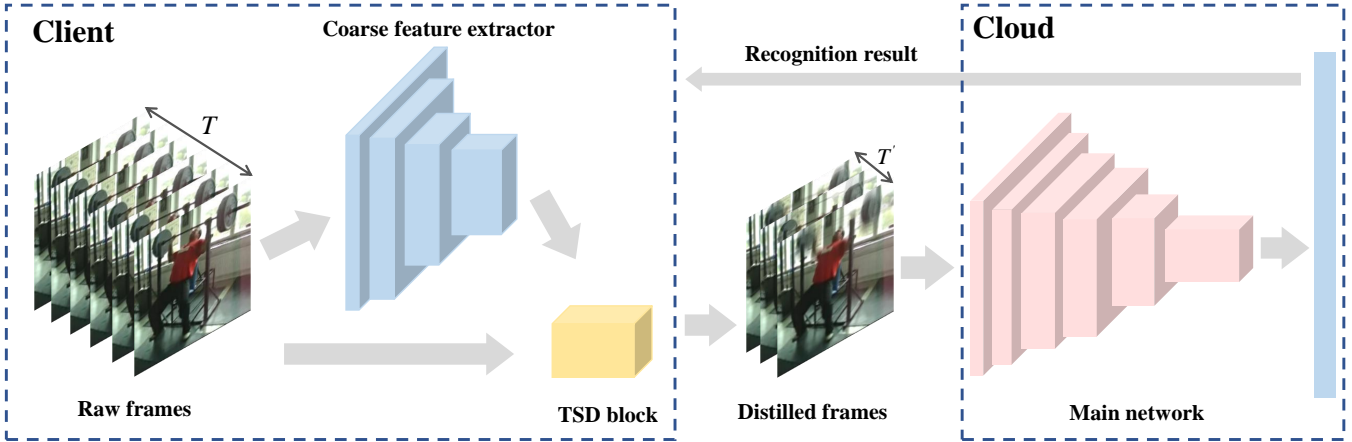 Client
Coarse feature extractor
Cloud
Recognition result
T
T'
Raw frames
TSD block
Distilled frames
Main network